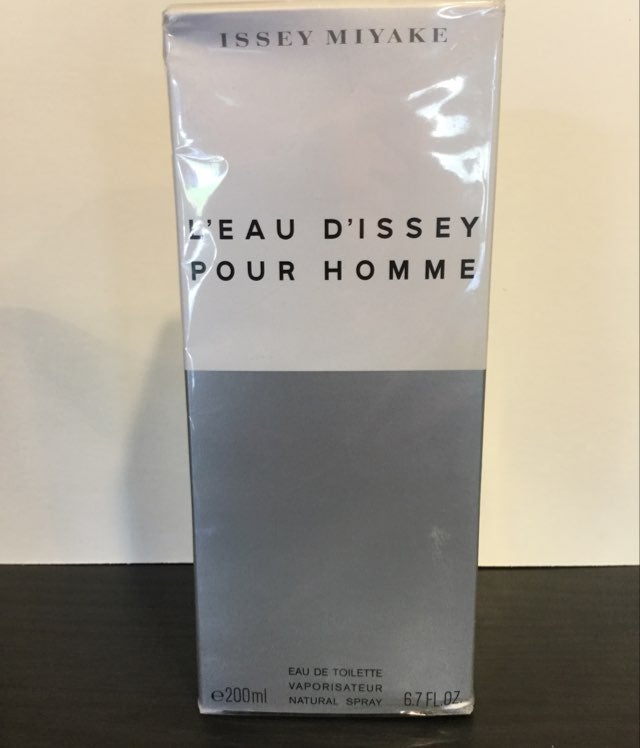 ISSEY MIYAKE
L'EAU D'ISSEY
POUR HOMME
EAU DE TOILETTE
VAPORISATEUR
℮200ml NATURAL SPRAY 6.7 FL.OZ.